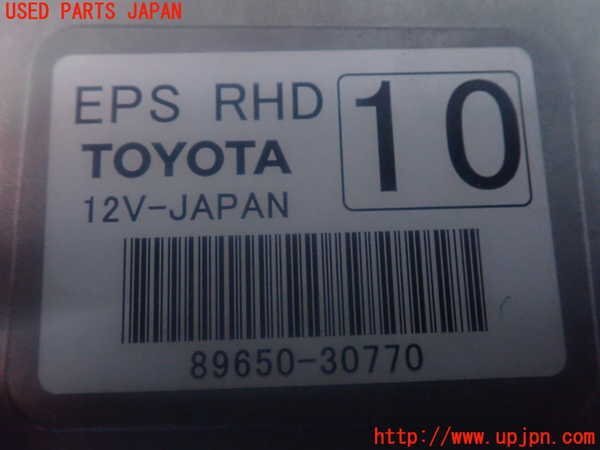 USED PARTS JAPAN
EPS RHD
10
TOYOTA
12V-JAPAN
89650-30770
http://www.upjpn.com/